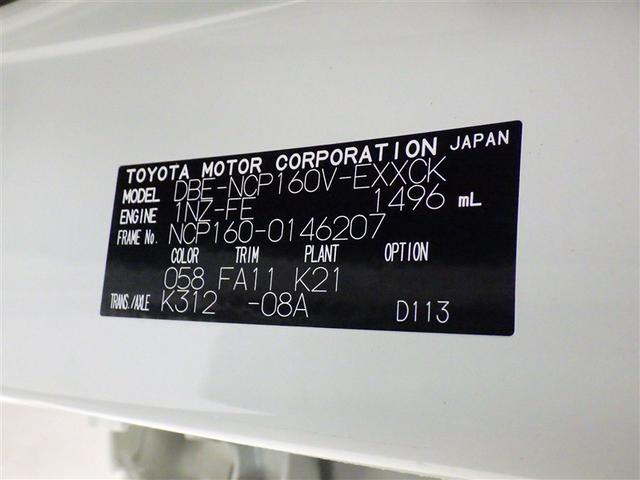 TOYOTA MOTOR CORPORATION JAPAN
MODEL DBE-NCP160V-EXXCK
ENGINE 1NZ-FE 1496 mL
FRAME No. NCP160-0146207
COLOR TRIM PLANT OPTION
058 FA11 K21
TRANS./AXLE K312 -08A D113